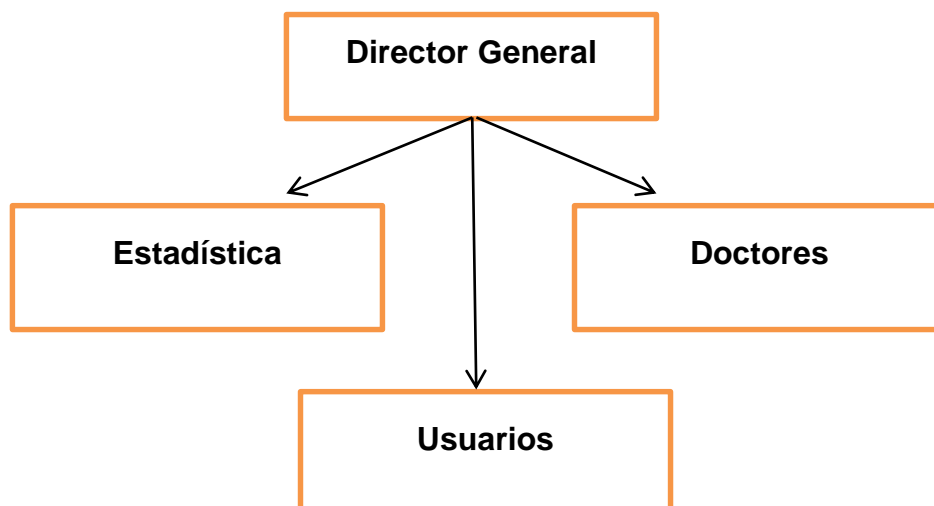 Director General
Estadística
Doctores
Usuarios